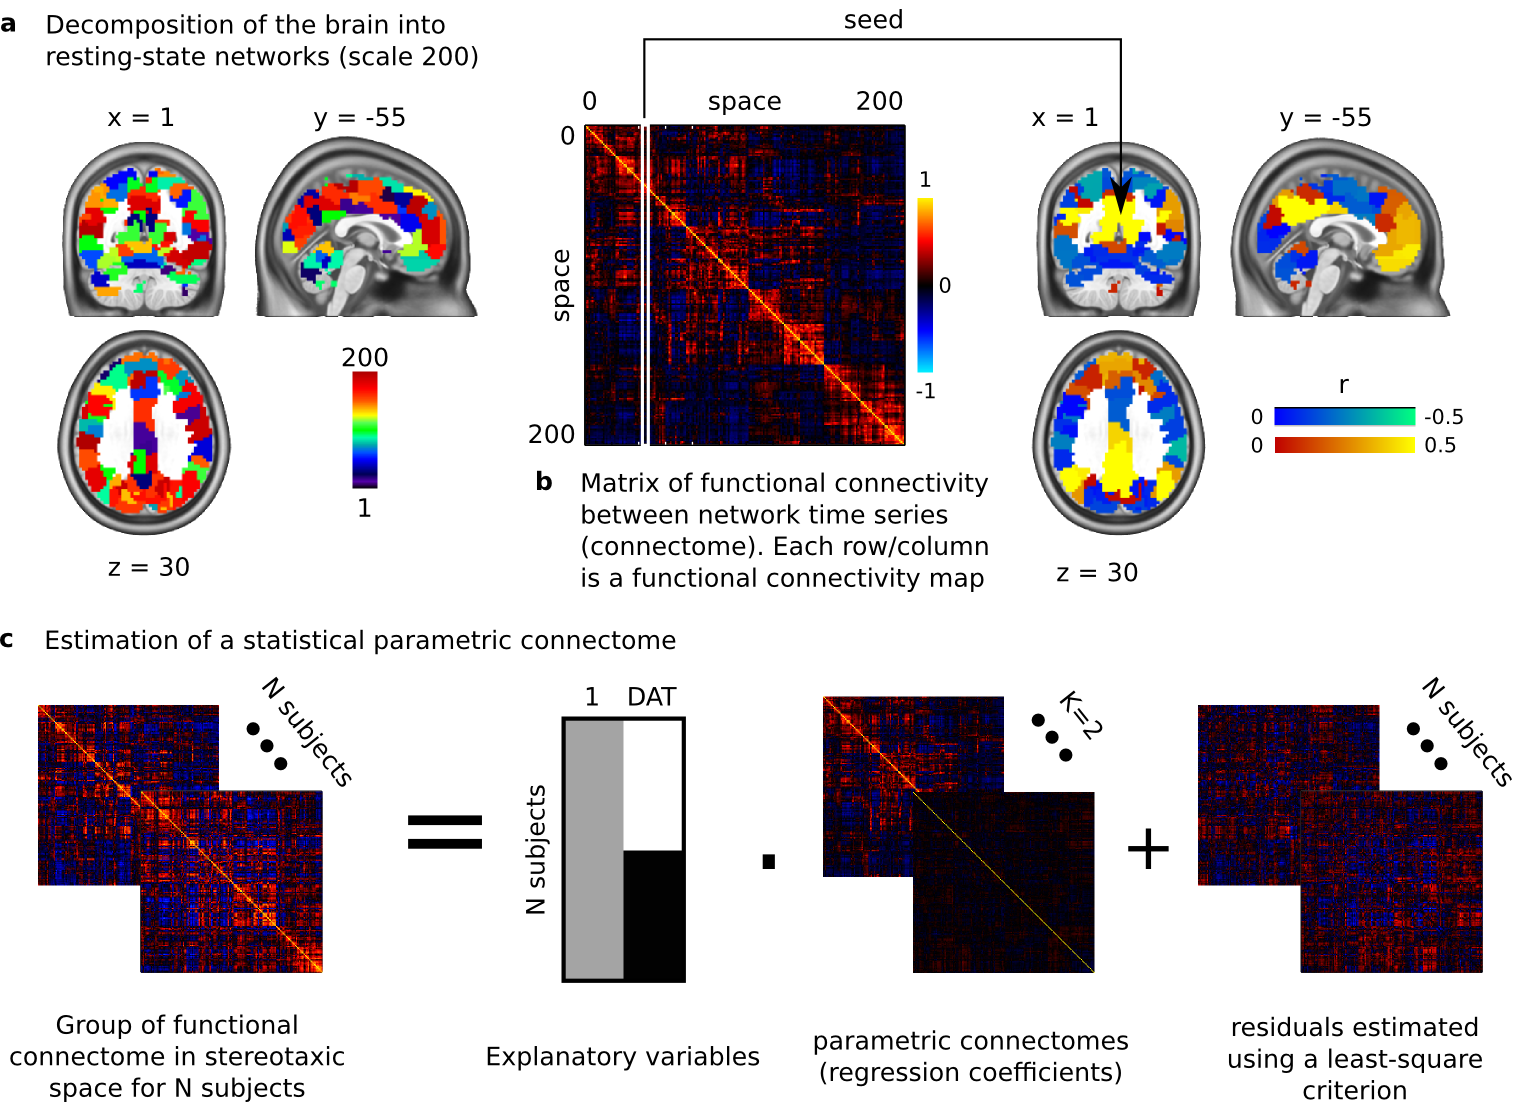 a Decomposition of the brain into
resting-state networks (scale 200)
x = 1
y = -55
200
1
z = 30
seed
0 space 200
0
space
200
1
0
-1
b Matrix of functional connectivity
between network time series
(connectome). Each row/column
is a functional connectivity map
x = 1
y = -55
r
0 -0.5
0 0.5
z = 30
c Estimation of a statistical parametric connectome
N subjects
1 DAT
N subjects
K=2
N subjects
Group of functional
connectome in stereotaxic
space for N subjects
Explanatory variables
parametric connectomes
(regression coefficients)
residuals estimated
using a least-square
criterion